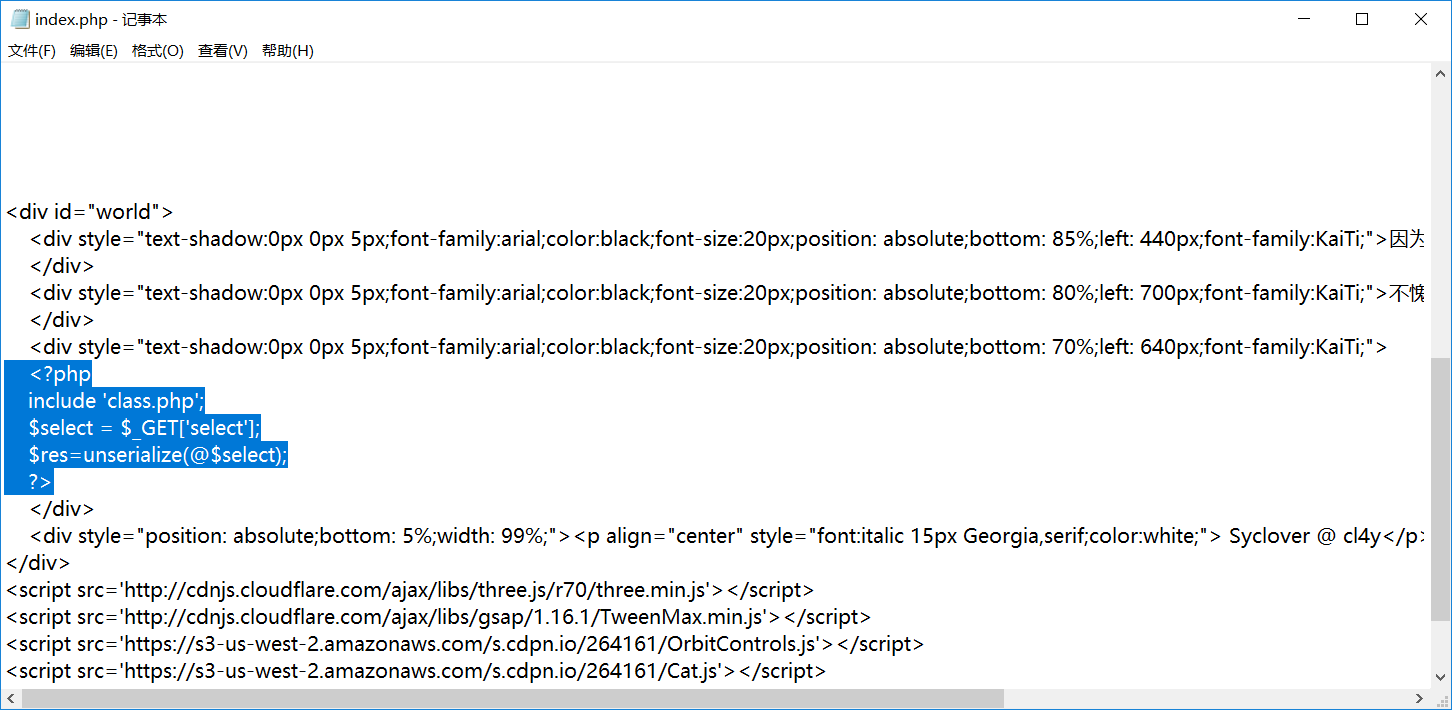 index.php - 记事本
文件(F) 编辑(E) 格式(O) 查看(V) 帮助(H)
<div id="world">
<div style="text-shadow:0px 0px 5px;font-family:arial;color:black;font-size:20px;position: absolute;bottom: 85%;left: 440px;font-family:KaiTi;">因为
</div>
<div style="text-shadow:0px 0px 5px;font-family:arial;color:black;font-size:20px;position: absolute;bottom: 80%;left: 700px;font-family:KaiTi;">不愧
</div>
<div style="text-shadow:0px 0px 5px;font-family:arial;color:black;font-size:20px;position: absolute;bottom: 70%;left: 640px;font-family:KaiTi;">
<?php
include 'class.php';
$select = $_GET['select'];
$res=unserialize(@$select);
?>
</div>
<div style="position: absolute;bottom: 5%;width: 99%;"><p align="center" style="font:italic 15px Georgia,serif;color:white;"> Syclover @ cl4y</p>
</div>
<script src='http://cdnjs.cloudflare.com/ajax/libs/three.js/r70/three.min.js'></script>
<script src='http://cdnjs.cloudflare.com/ajax/libs/gsap/1.16.1/TweenMax.min.js'></script>
<script src='https://s3-us-west-2.amazonaws.com/s.cdpn.io/264161/OrbitControls.js'></script>
<script src='https://s3-us-west-2.amazonaws.com/s.cdpn.io/264161/Cat.js'></script>